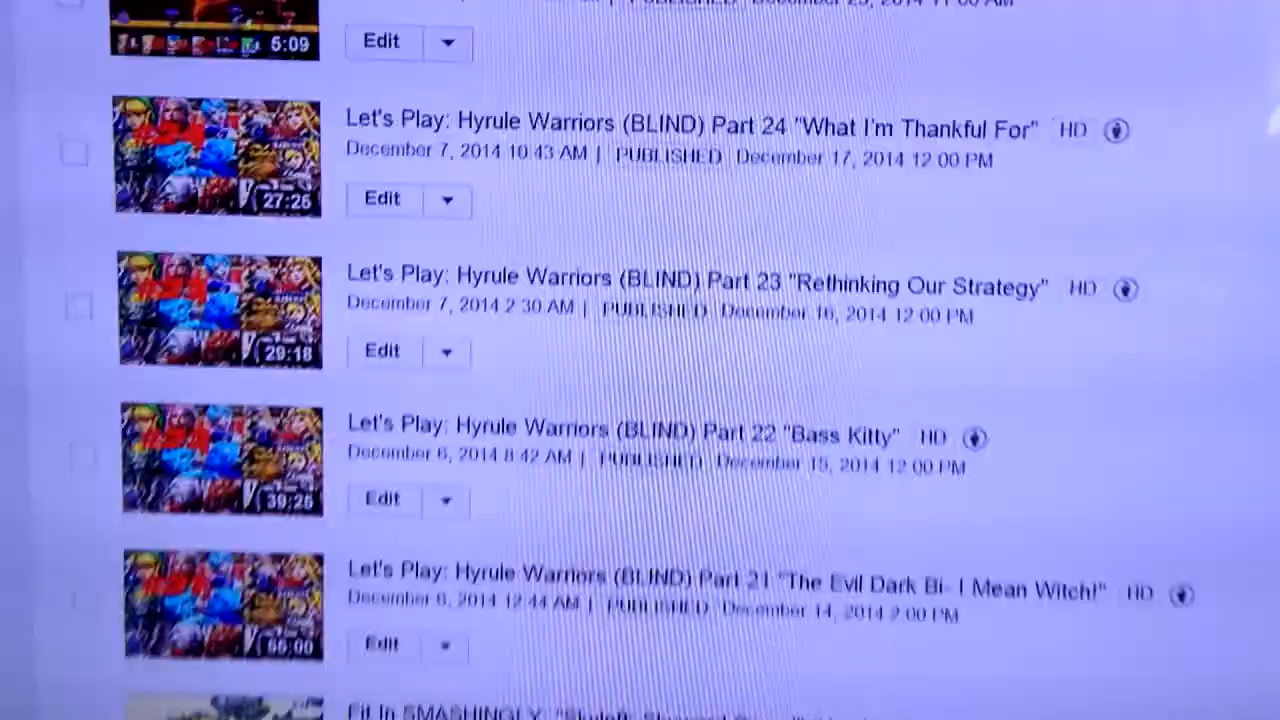 5:09
Edit
Let's Play: Hyrule Warriors (BLIND) Part 24 "What I'm Thankful For" HD
December 7, 2014 10:43 AM | PUBLISHED December 17, 2014 12:00 PM
27:26
Edit
Let's Play: Hyrule Warriors (BLIND) Part 23 "Rethinking Our Strategy" HD
December 7, 2014 2:30 AM | PUBLISHED December 16, 2014 12:00 PM
29:18
Edit
Let's Play: Hyrule Warriors (BLIND) Part 22 "Bass Kitty" HD
December 6, 2014 8:42 AM | PUBLISHED December 15, 2014 12:00 PM
39:26
Edit
Let's Play: Hyrule Warriors (BLIND) Part 21 "The Evil Dark Bi- I Mean Witch!" HD
December 6, 2014 12:44 AM | PUBLISHED December 14, 2014 2:00 PM
Edit
Fit In SMASHINGLY: